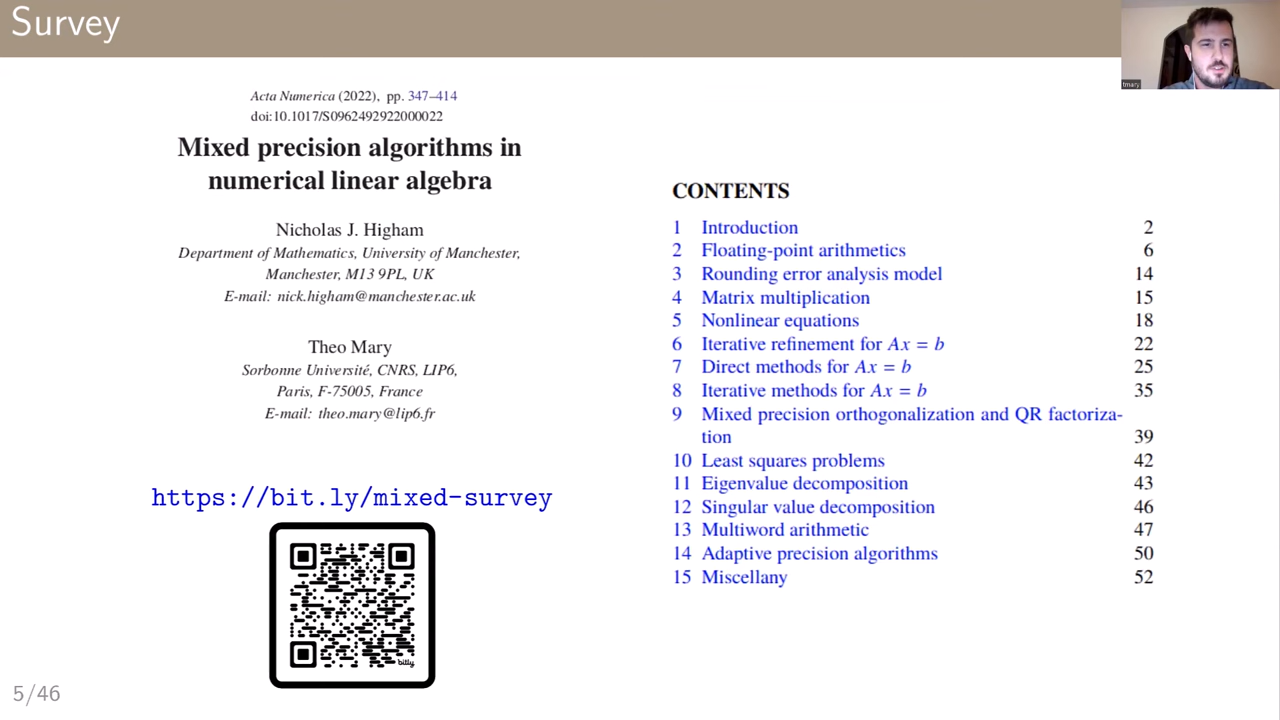 Survey
tmary
Acta Numerica (2022), pp. 347–414
doi:10.1017/S0962492922000022
Mixed precision algorithms in
numerical linear algebra
Nicholas J. Higham
Department of Mathematics, University of Manchester,
Manchester, M13 9PL, UK
E-mail: nick.higham@manchester.ac.uk
Theo Mary
Sorbonne Université, CNRS, LIP6,
Paris, F-75005, France
E-mail: theo.mary@lip6.fr
https://bit.ly/mixed-survey
bitly
CONTENTS
1 Introduction 2
2 Floating-point arithmetics 6
3 Rounding error analysis model 14
4 Matrix multiplication 15
5 Nonlinear equations 18
6 Iterative refinement for Ax = b 22
7 Direct methods for Ax = b 25
8 Iterative methods for Ax = b 35
9 Mixed precision orthogonalization and QR factoriza-
tion 39
10 Least squares problems 42
11 Eigenvalue decomposition 43
12 Singular value decomposition 46
13 Multiword arithmetic 47
14 Adaptive precision algorithms 50
15 Miscellany 52
5/46